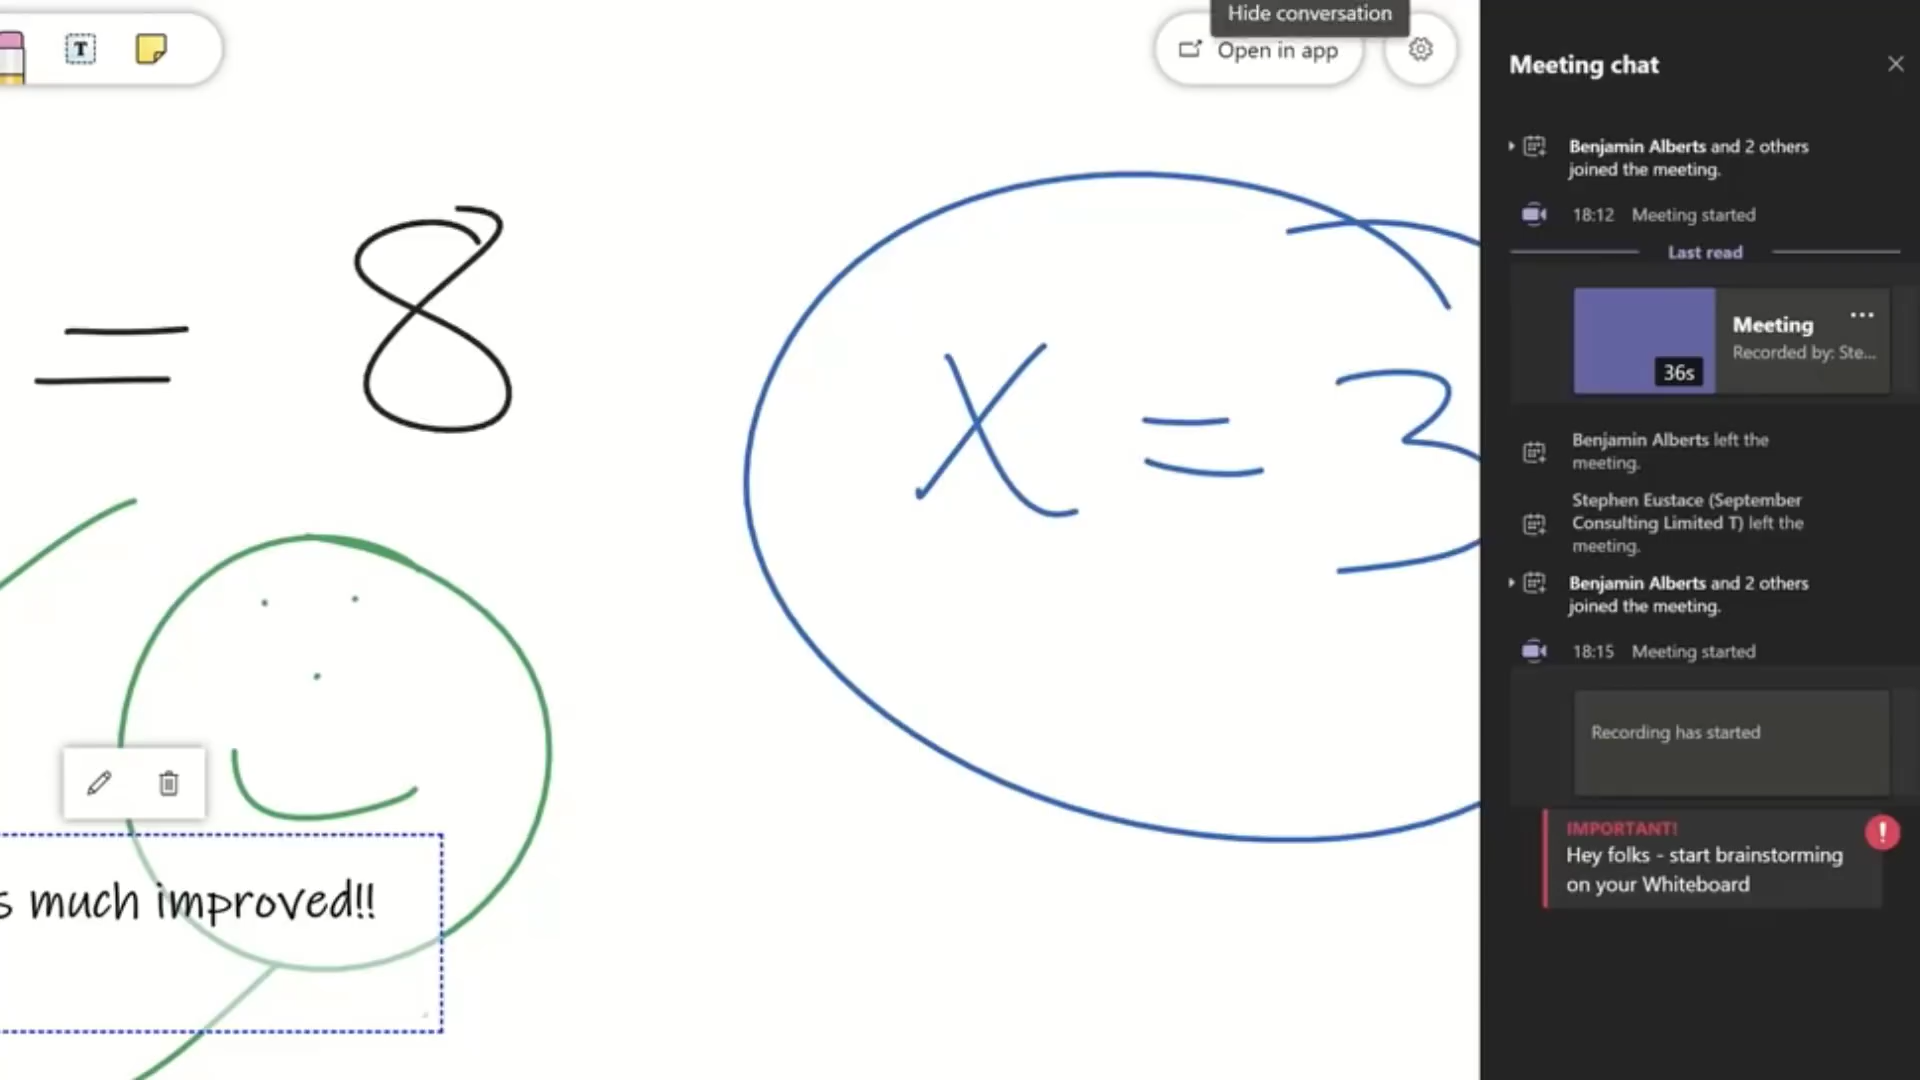 Hide conversation
T
Open in app
= 8
x = 3
s much improved!!
Meeting chat
Benjamin Alberts and 2 others
joined the meeting.
18:12 Meeting started
Last read
Meeting
Recorded by: Ste...
36s
Benjamin Alberts left the
meeting.
Stephen Eustace (September
Consulting Limited T) left the
meeting.
Benjamin Alberts and 2 others
joined the meeting.
18:15 Meeting started
Recording has started
IMPORTANT!
Hey folks - start brainstorming
on your Whiteboard